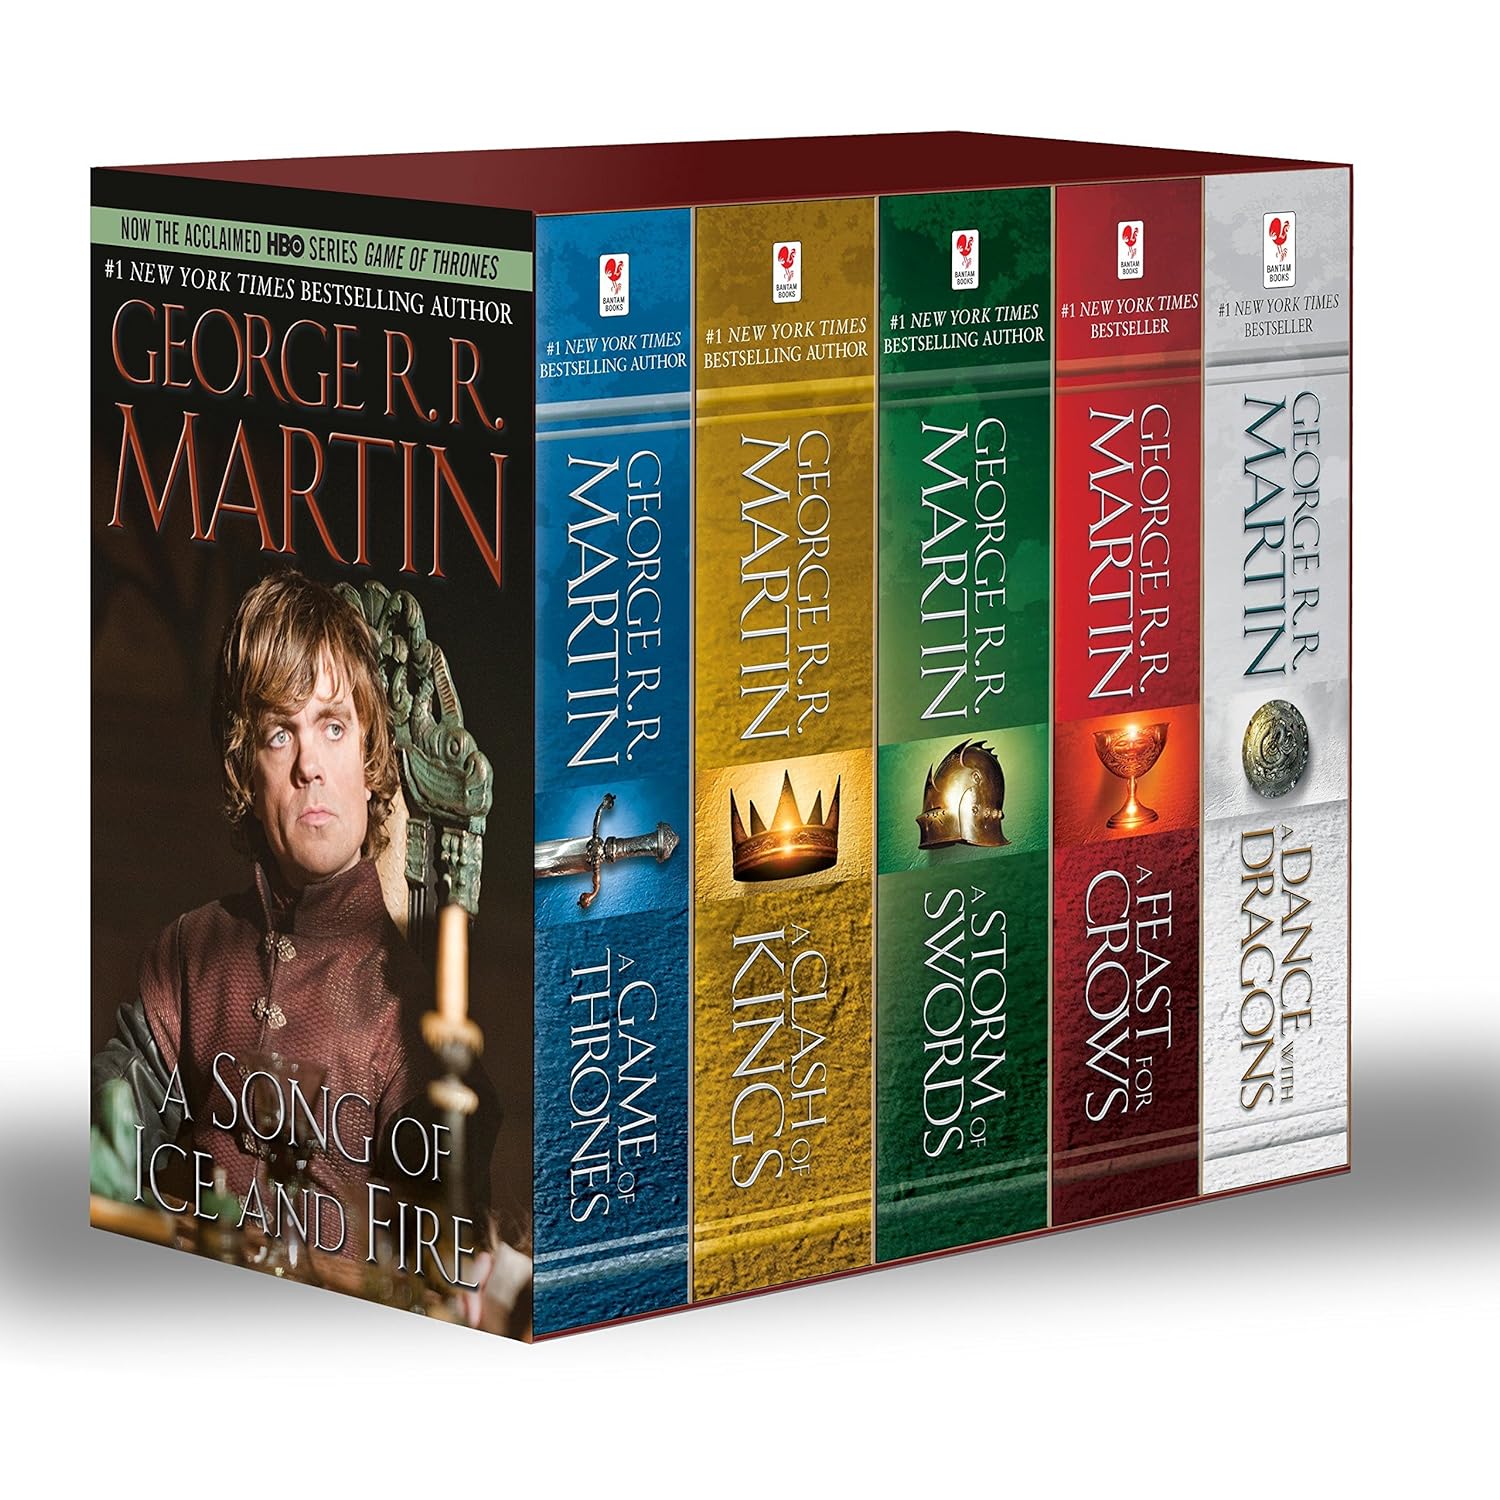 NOW THE ACCLAIMED HBO SERIES GAME OF THRONES
#1 NEW YORK TIMES BESTSELLING AUTHOR
GEORGE R. R.
MARTIN
A SONG OF
ICE AND FIRE
BANTAM
BOOKS
#1 NEW YORK TIMES
BESTSELLING AUTHOR
GEORGE R. R.
MARTIN
A GAME OF
THRONES
BANTAM
BOOKS
#1 NEW YORK TIMES
BESTSELLING AUTHOR
GEORGE R. R.
MARTIN
A CLASH OF
KINGS
BANTAM
BOOKS
#1 NEW YORK TIMES
BESTSELLING AUTHOR
GEORGE R. R.
MARTIN
A STORM OF
SWORDS
BANTAM
BOOKS
#1 NEW YORK TIMES
BESTSELLER
GEORGE R. R.
MARTIN
A FEAST FOR
CROWS
BANTAM
BOOKS
#1 NEW YORK TIMES
BESTSELLER
GEORGE R. R.
MARTIN
A DANCE WITH
DRAGONS